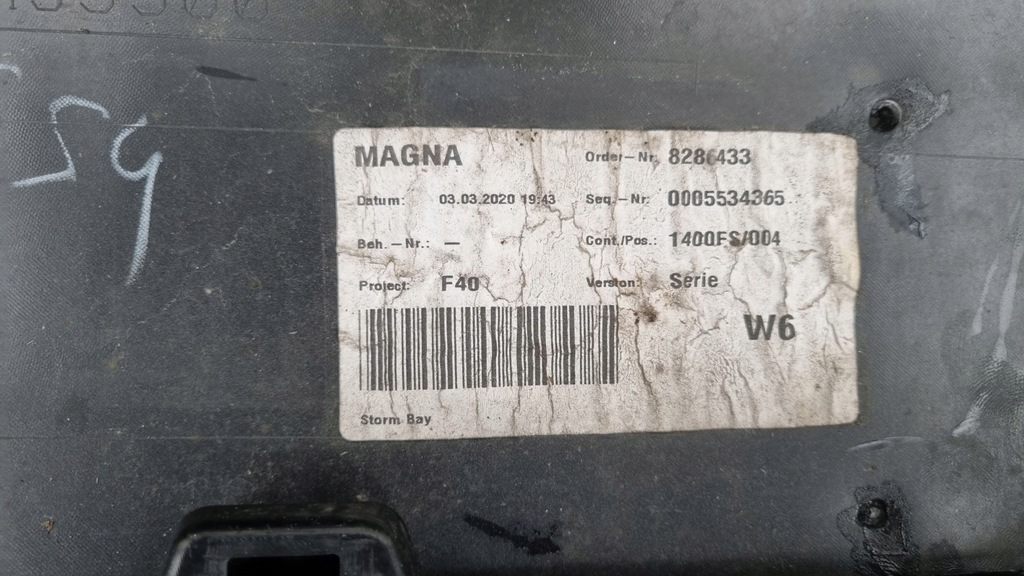 59
MAGNA
Order-Nr. 8286433
Datum: 03.03.2020 19:43
Seq.-Nr: 0005534365
Beh.-Nr.: —
Cont./Pos.: 1400FS/004
Project: F40
Version: Serie
W6
Storm Bay